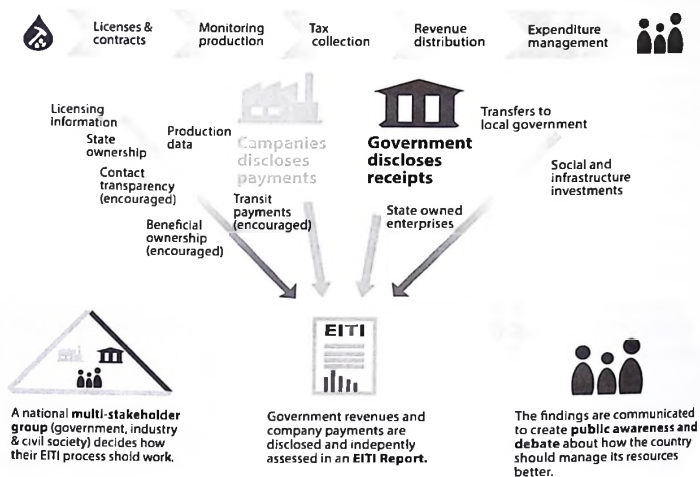 Licenses &
contracts
Monitoring
production
Tax
collection
Revenue
distribution
Expenditure
management
Licensing
information
State
ownership
Contact
transparency
(encouraged)
Beneficial
ownership
(encouraged)
Production
data
Companies
discloses
payments
Transit
payments
(encouraged)
Government
discloses
receipts
State owned
enterprises
Transfers to
local government
Social and
infrastructure
investments
EITI
A national multi-stakeholder
group (government, industry
& civil society) decides how
their EITI process shold work.
Government revenues and
company payments are
disclosed and indepently
assessed in an EITI Report.
The findings are communicated
to create public awareness and
debate about how the country
should manage its resources
better.